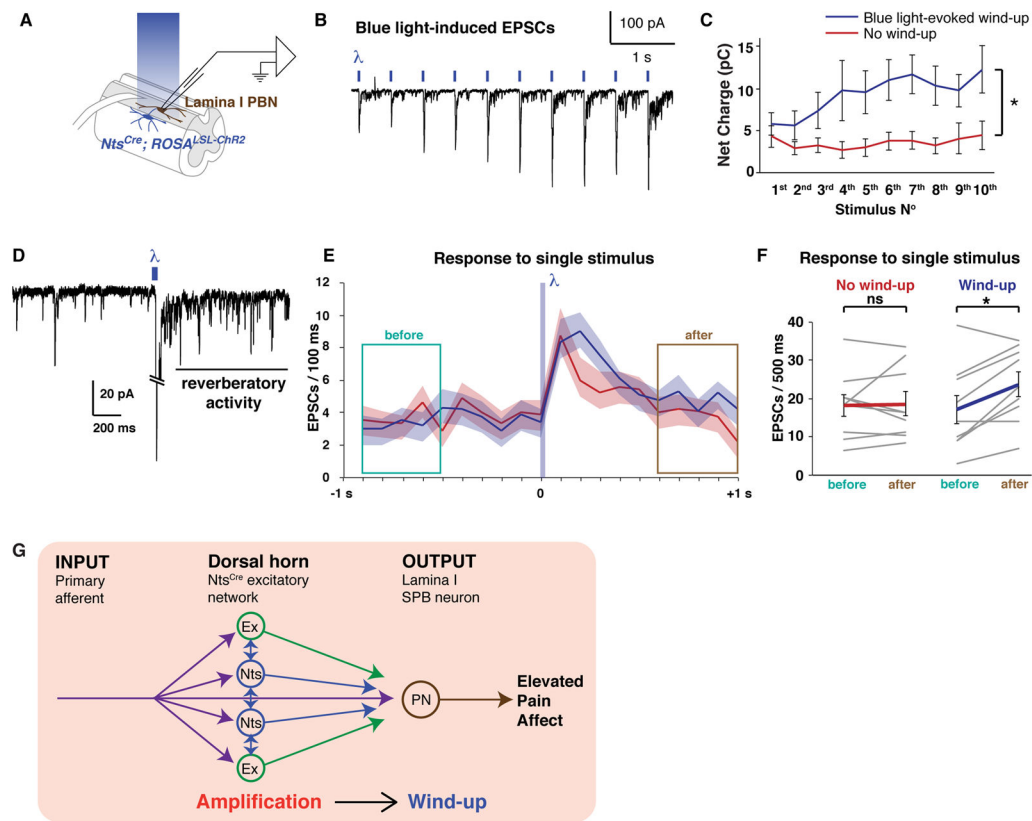 A
Lamina I PBN
Nts^Cre; ROSA^LSL-ChR2
B
Blue light-induced EPSCs
100 pA
1 s
λ
C
Blue light-evoked wind-up
No wind-up
Net Charge (pC)
15
10
5
0
*
1st 2nd 3rd 4th 5th 6th 7th 8th 9th 10th
Stimulus Nº
D
λ
20 pA
200 ms
reverberatory
activity
E
Response to single stimulus
λ
EPSCs / 100 ms
12
10
8
6
4
2
0
before
after
-1 s
0
+1 s
F
Response to single stimulus
No wind-up
Wind-up
ns
*
EPSCs / 500 ms
40
30
20
10
0
before
after
before
after
G
INPUT
Primary
afferent
Dorsal horn
Nts^Cre excitatory
network
OUTPUT
Lamina I
SPB neuron
Ex
Nts
Nts
Ex
PN
Elevated
Pain
Affect
Amplification
Wind-up